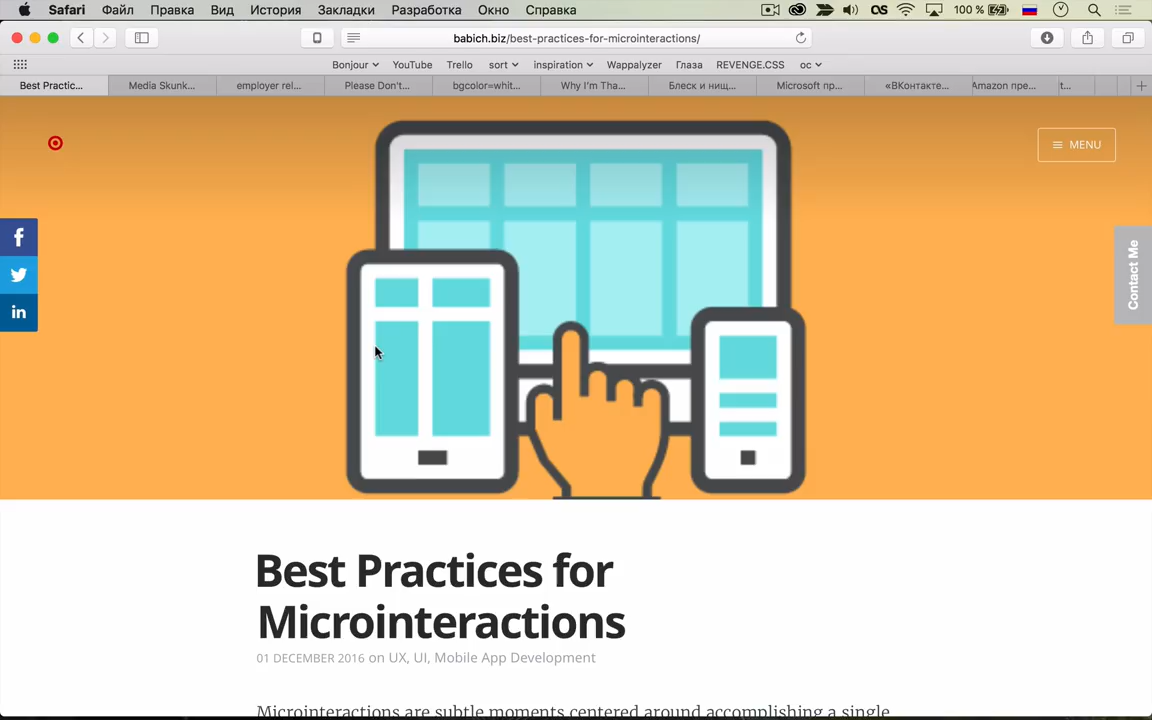 Safari Файл Правка Вид История Закладки Разработка Окно Справка 100 %
babich.biz/best-practices-for-microinteractions/
Bonjour YouTube Trello sort inspiration Wappalyzer Глаза REVENGE.CSS ос
Best Practic... Media Skunk... employer rel... Please Don't... bgcolor=whit... Why I'm Tha... Блеск и нищ... Microsoft пр... «ВКонтакте... Amazon пре... t...
MENU
Contact Me
Best Practices for
Microinteractions
01 DECEMBER 2016 on UX, UI, Mobile App Development
Microinteractions are subtle moments centered around accomplishing a single